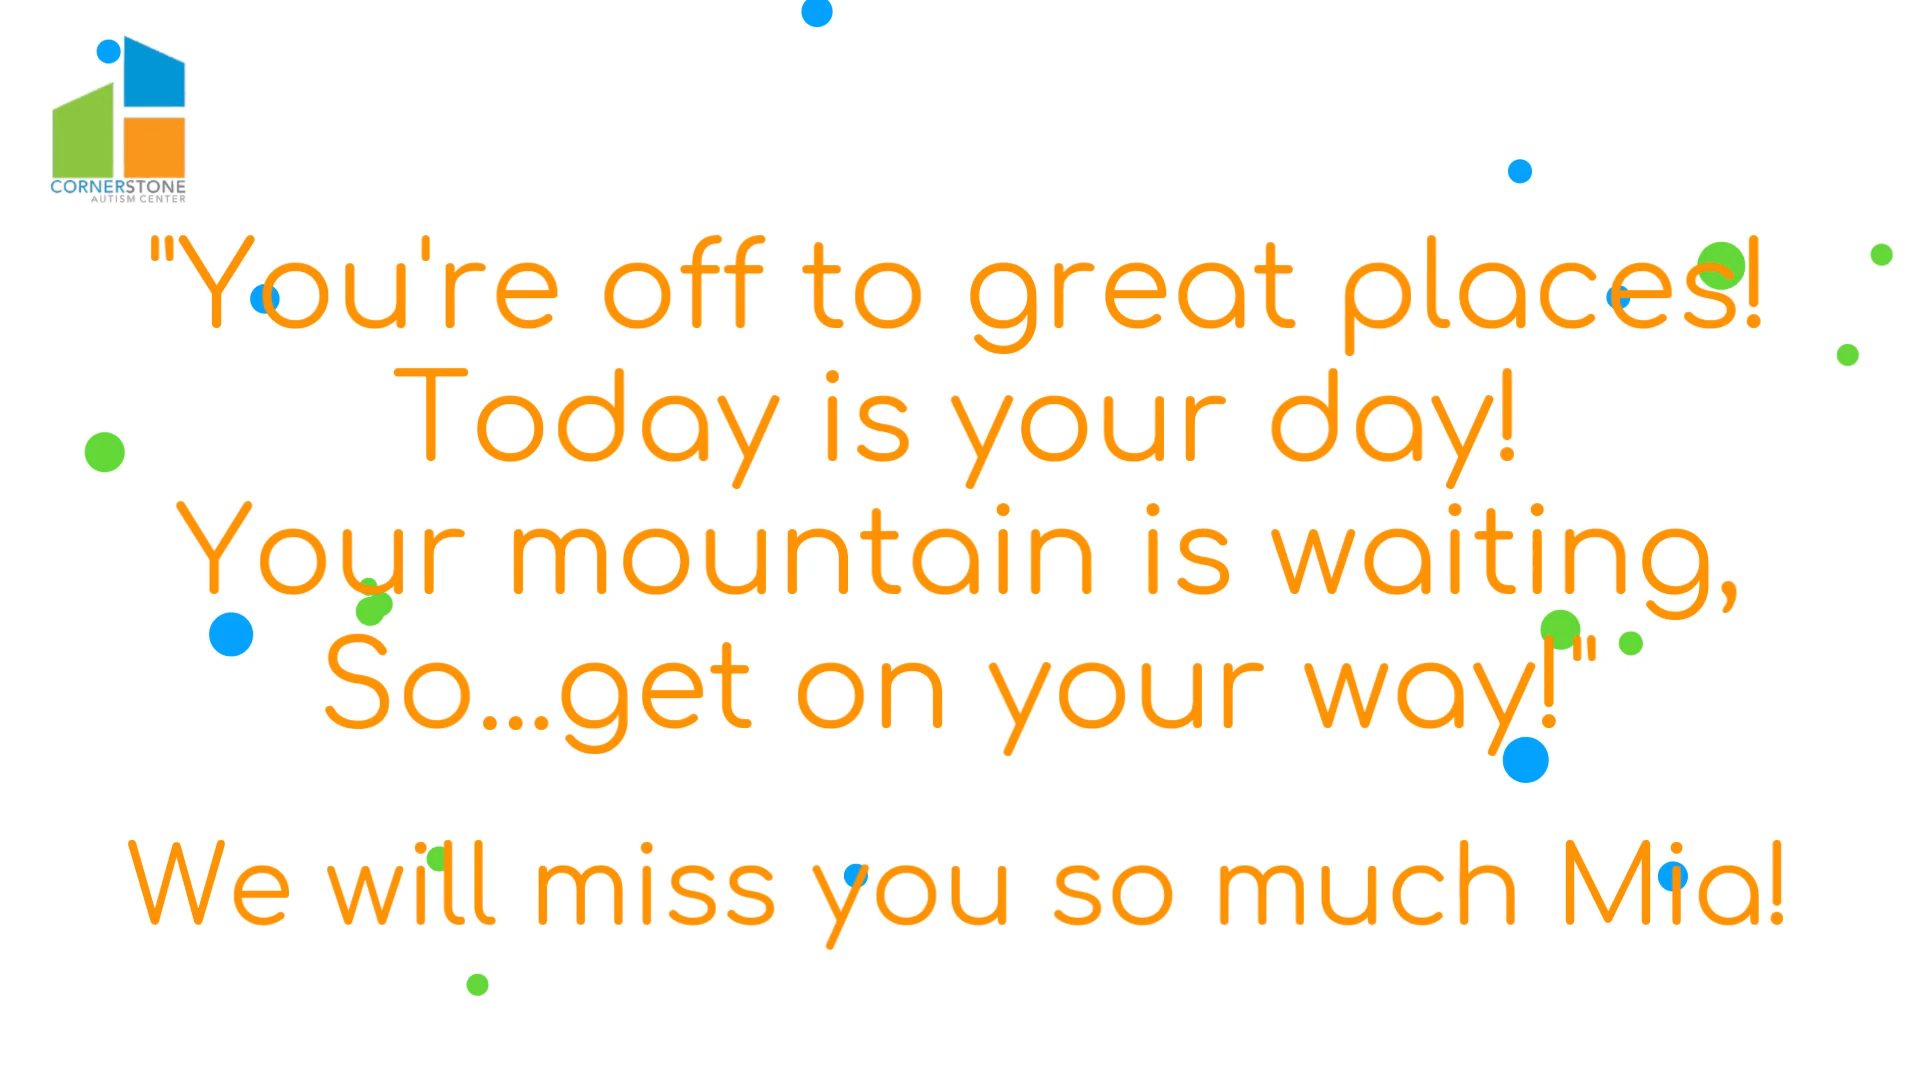 CORNERSTONE
AUTISM CENTER
"You're off to great places!
Today is your day!
Your mountain is waiting,
So...get on your way!"
We will miss you so much Mia!